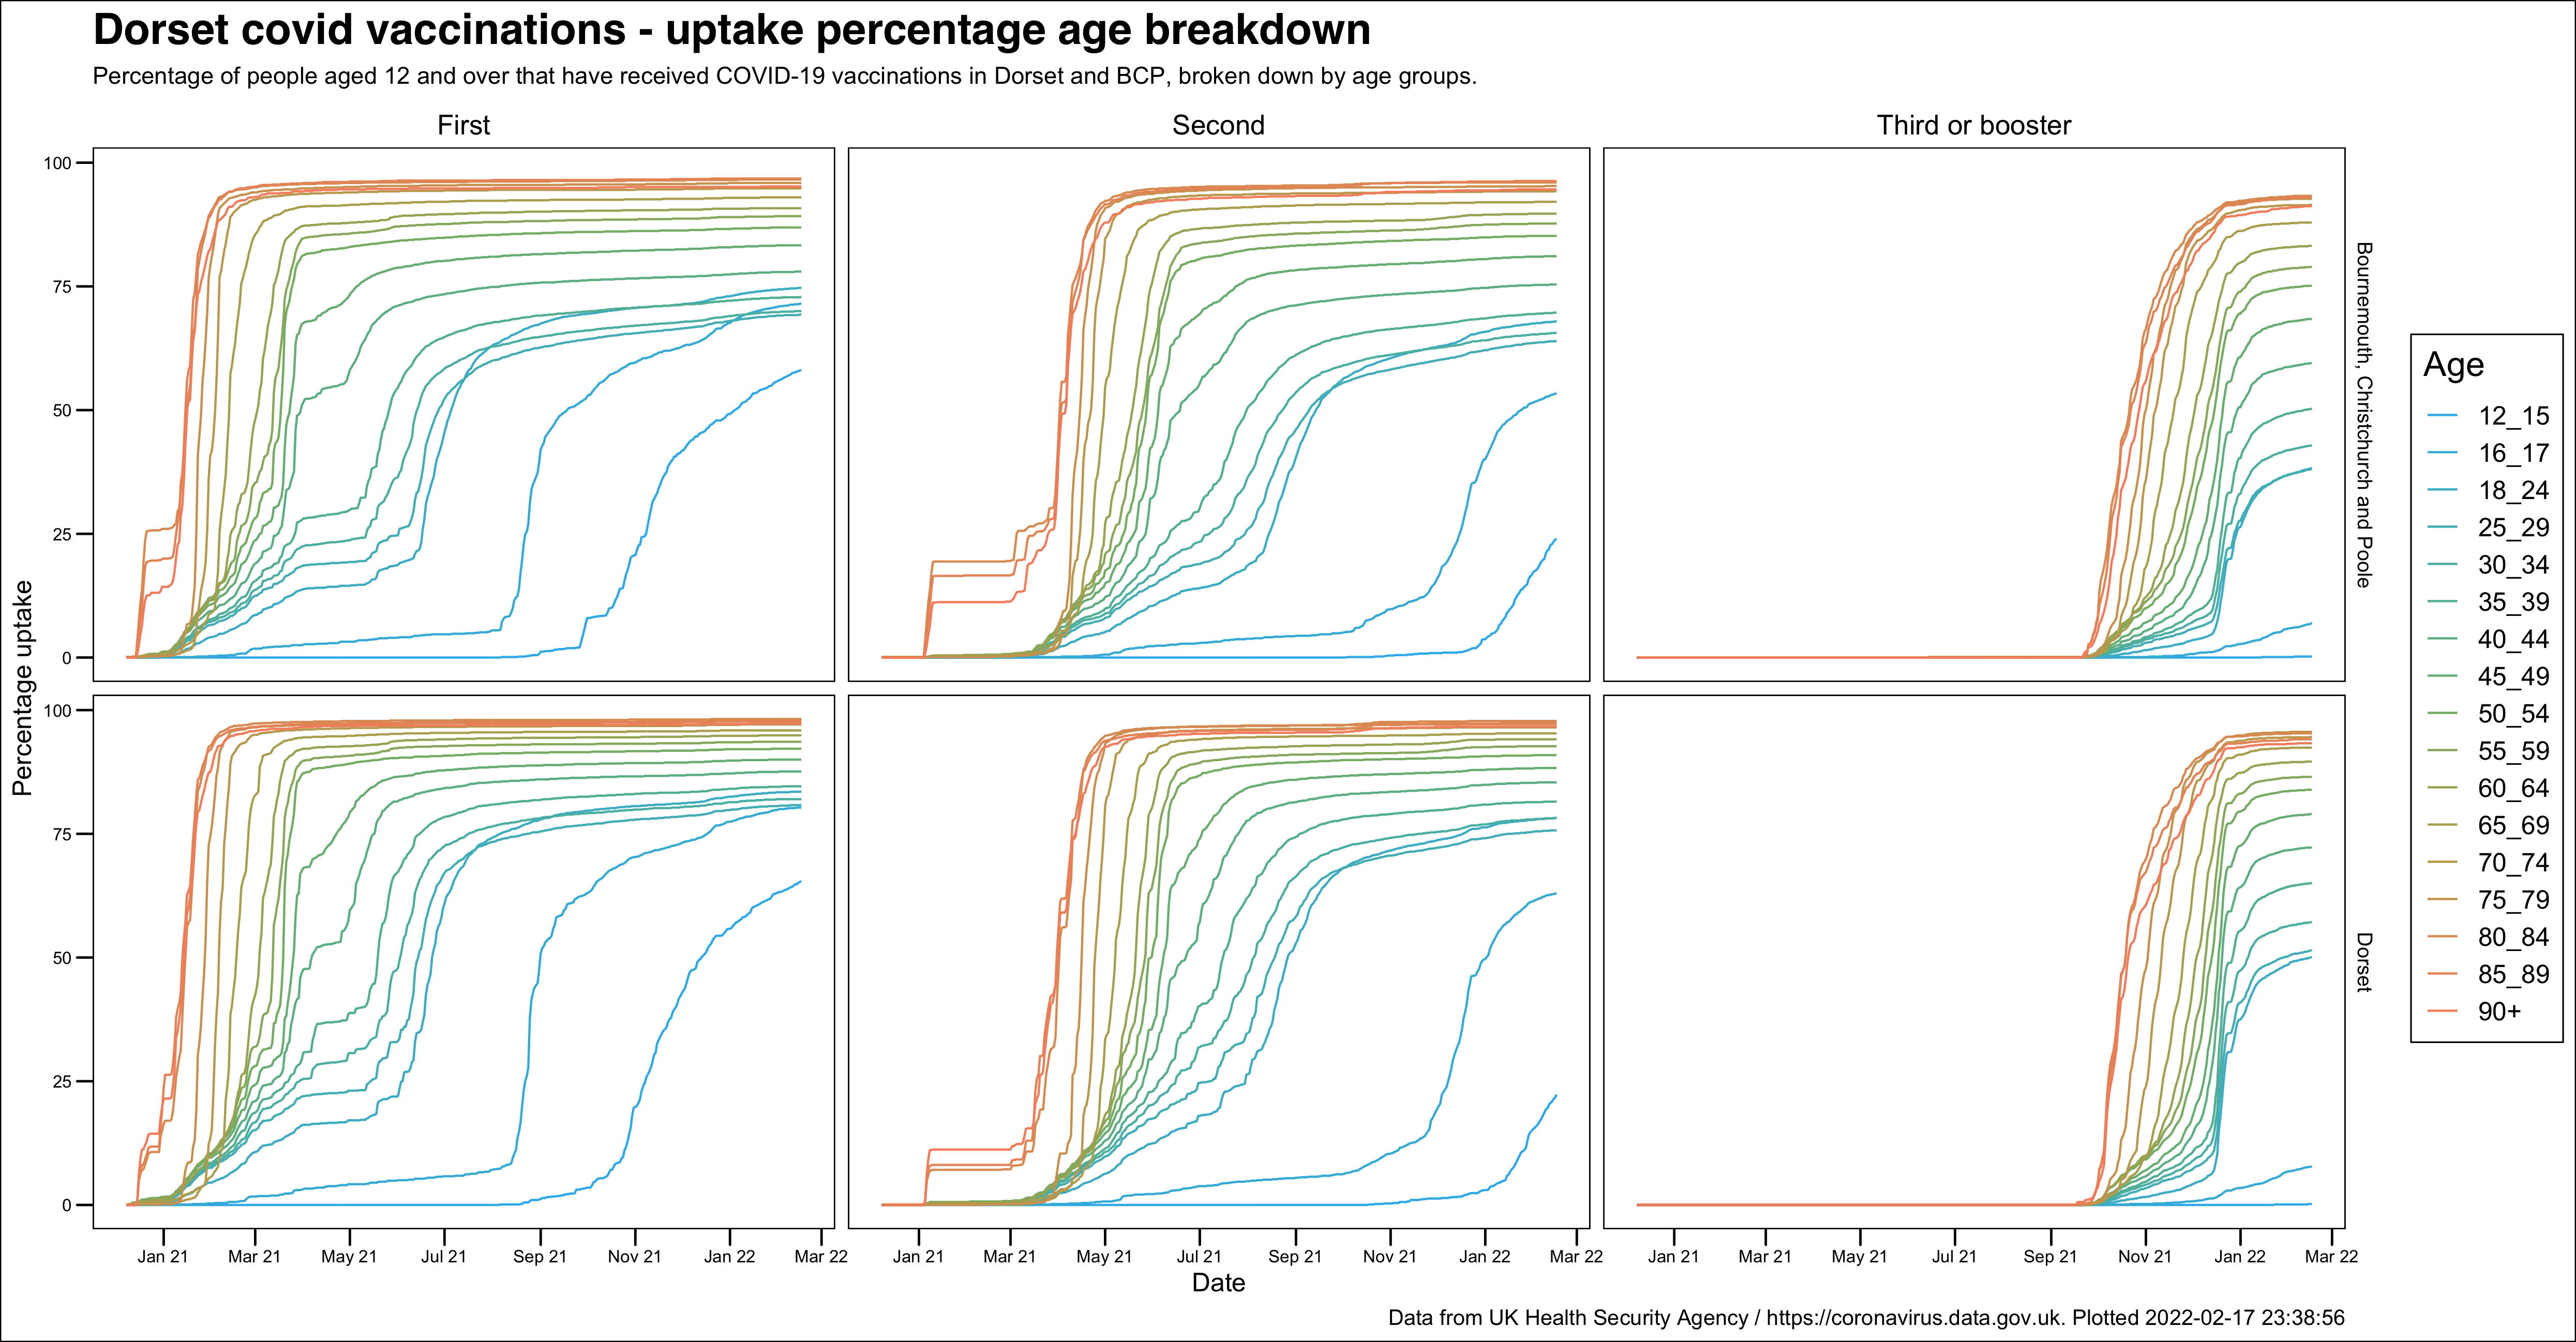 Dorset covid vaccinations - uptake percentage age breakdown
Percentage of people aged 12 and over that have received COVID-19 vaccinations in Dorset and BCP, broken down by age groups.
First
Second
Third or booster
Percentage uptake
100
75
50
25
0
Bournemouth, Christchurch and Poole
100
75
50
25
0
Dorset
Jan 21 Mar 21 May 21 Jul 21 Sep 21 Nov 21 Jan 22 Mar 22
Jan 21 Mar 21 May 21 Jul 21 Sep 21 Nov 21 Jan 22 Mar 22
Jan 21 Mar 21 May 21 Jul 21 Sep 21 Nov 21 Jan 22 Mar 22
Date
Age
12_15
16_17
18_24
25_29
30_34
35_39
40_44
45_49
50_54
55_59
60_64
65_69
70_74
75_79
80_84
85_89
90+
Data from UK Health Security Agency / https://coronavirus.data.gov.uk. Plotted 2022-02-17 23:38:56